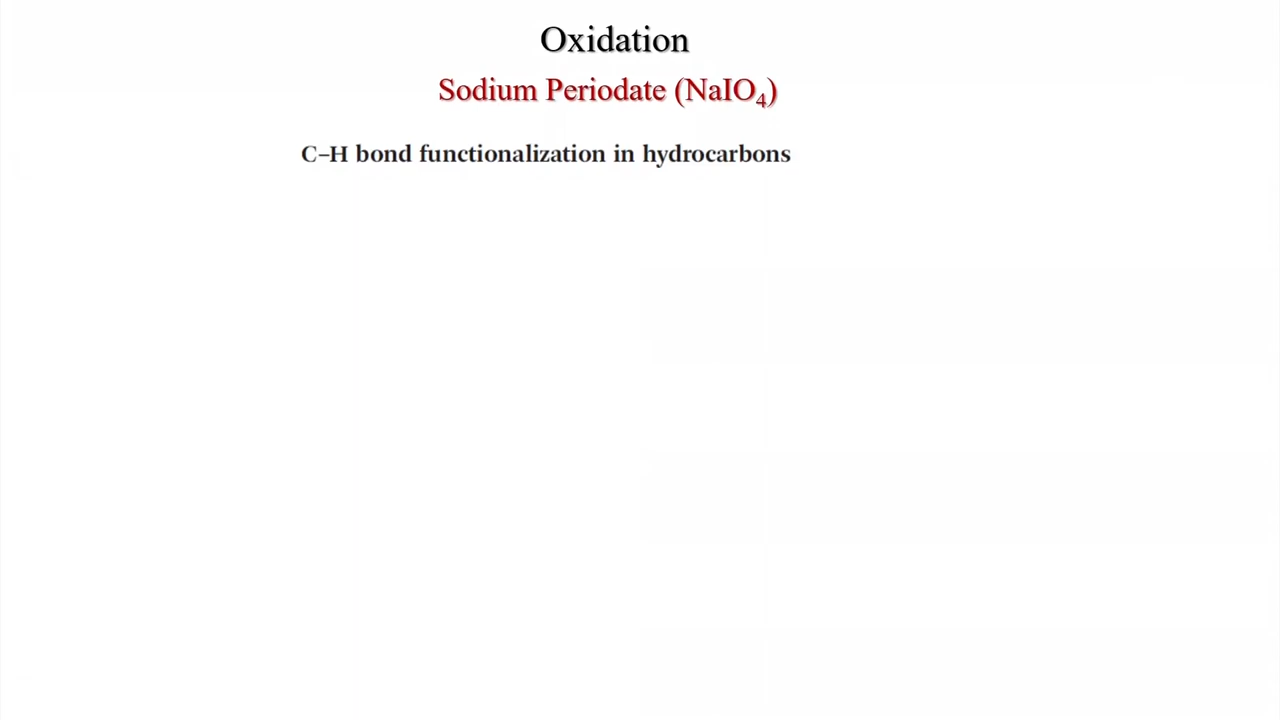 Oxidation
Sodium Periodate (NaIO₄)
C–H bond functionalization in hydrocarbons